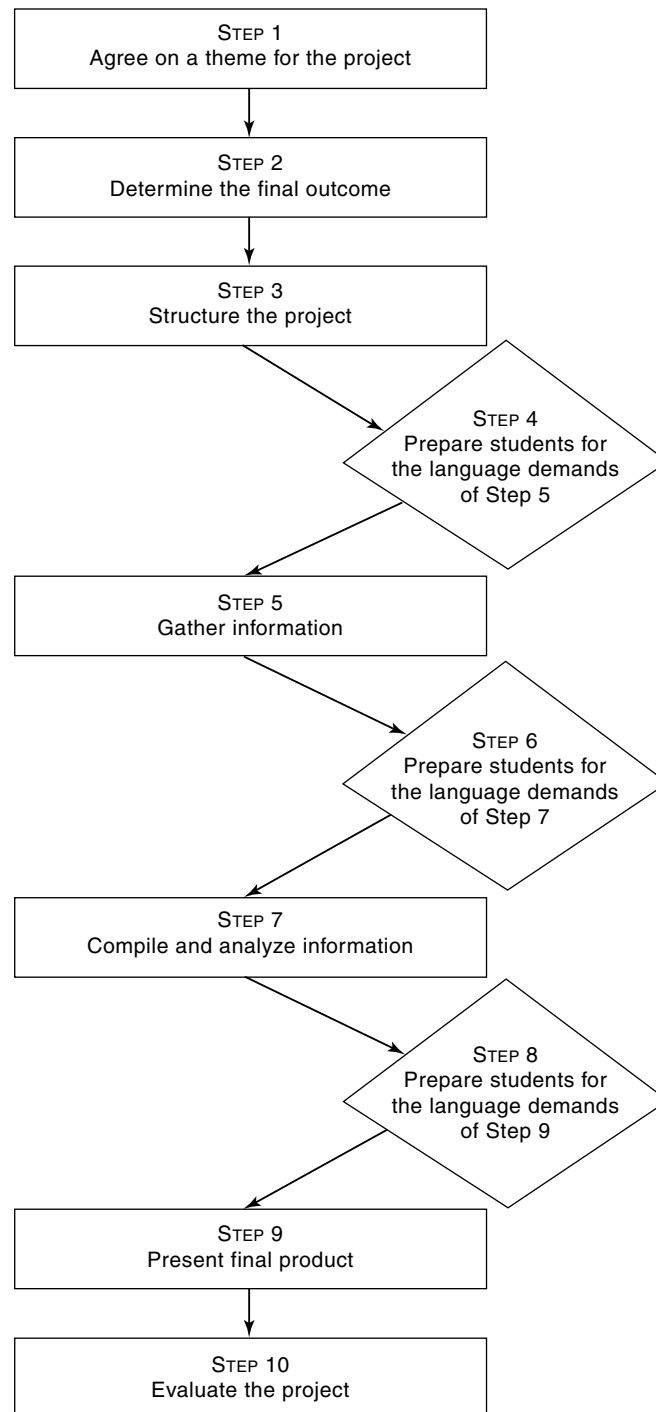 STEP 1
Agree on a theme for the project
STEP 2
Determine the final outcome
STEP 3
Structure the project
STEP 4
Prepare students for
the language demands
of Step 5
STEP 5
Gather information
STEP 6
Prepare students for
the language demands
of Step 7
STEP 7
Compile and analyze information
STEP 8
Prepare students for
the language demands
of Step 9
STEP 9
Present final product
STEP 10
Evaluate the project